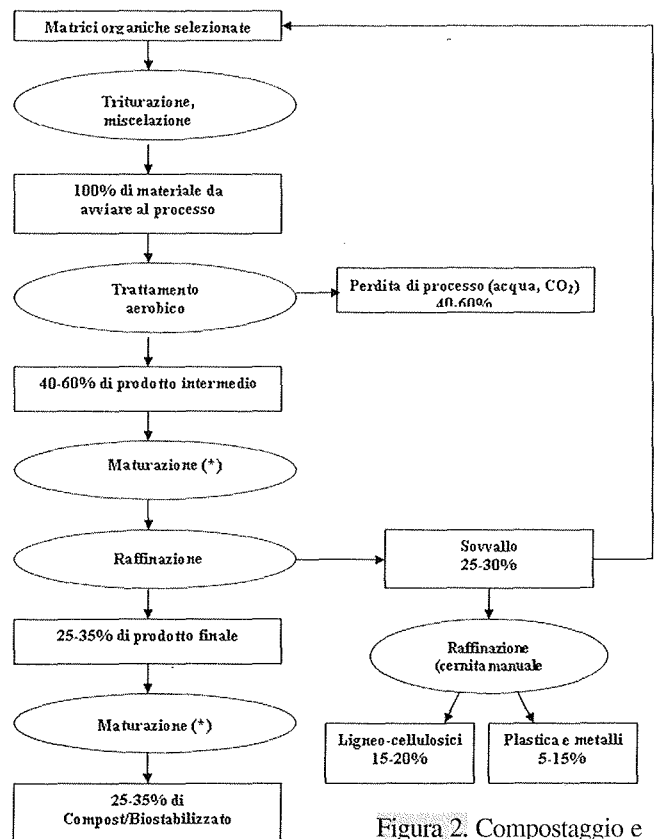 Matrici organiche selezionate
Triturazione,
miscelazione
100% di materiale da
avviare al processo
Trattamento
aerobico
Perdita di processo (acqua, CO₂)
40-60%
40-60% di prodotto intermedio
Maturazione (*)
Raffinazione
Sovvallo
25-30%
25-35% di prodotto finale
Raffinazione
(cernita manuale
Maturazione (*)
Ligneo-cellulosici
15-20%
Plastica e metalli
5-15%
25-35% di
Compost/Biostabilizzato
Figura 2. Compostaggio e